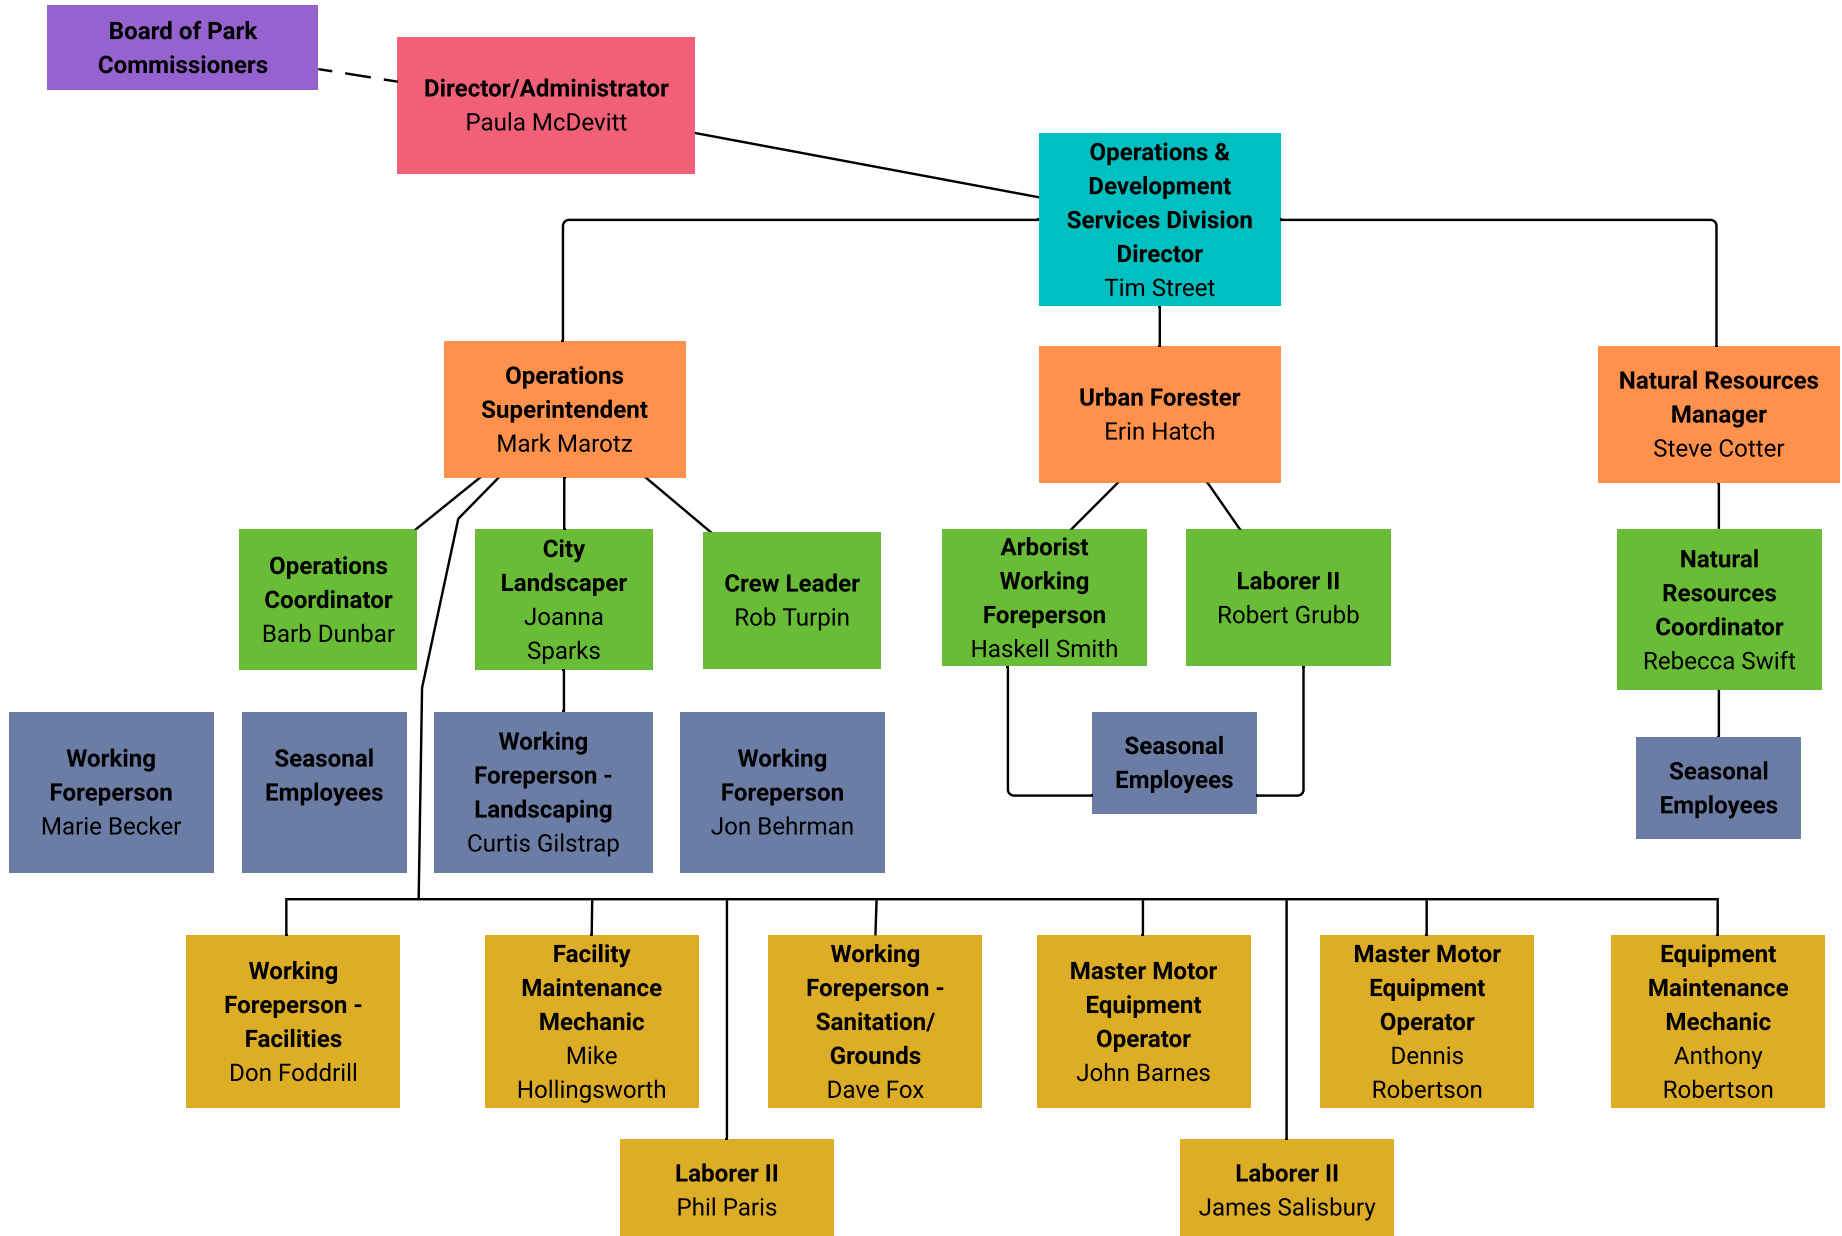 Board of Park
Commissioners
Director/Administrator
Paula McDevitt
Operations &
Development
Services Division
Director
Tim Street
Operations
Superintendent
Mark Marotz
Urban Forester
Erin Hatch
Natural Resources
Manager
Steve Cotter
Operations
Coordinator
Barb Dunbar
City
Landscaper
Joanna
Sparks
Crew Leader
Rob Turpin
Arborist
Working
Foreperson
Haskell Smith
Laborer II
Robert Grubb
Natural
Resources
Coordinator
Rebecca Swift
Working
Foreperson
Marie Becker
Seasonal
Employees
Working
Foreperson -
Landscaping
Curtis Gilstrap
Working
Foreperson
Jon Behrman
Seasonal
Employees
Seasonal
Employees
Working
Foreperson -
Facilities
Don Foddrill
Facility
Maintenance
Mechanic
Mike
Hollingsworth
Working
Foreperson -
Sanitation/
Grounds
Dave Fox
Master Motor
Equipment
Operator
John Barnes
Master Motor
Equipment
Operator
Dennis
Robertson
Equipment
Maintenance
Mechanic
Anthony
Robertson
Laborer II
Phil Paris
Laborer II
James Salisbury